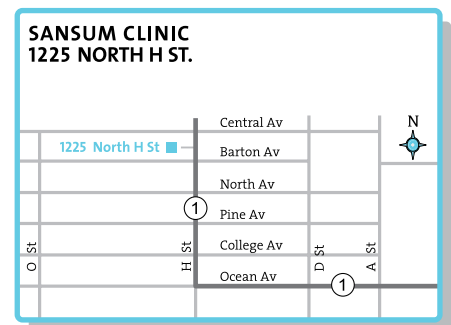 SANSUM CLINIC
1225 NORTH H ST.
Central Av
N
1225 North H St
Barton Av
North Av
1
Pine Av
O St
H St
College Av
D St
A St
Ocean Av
1